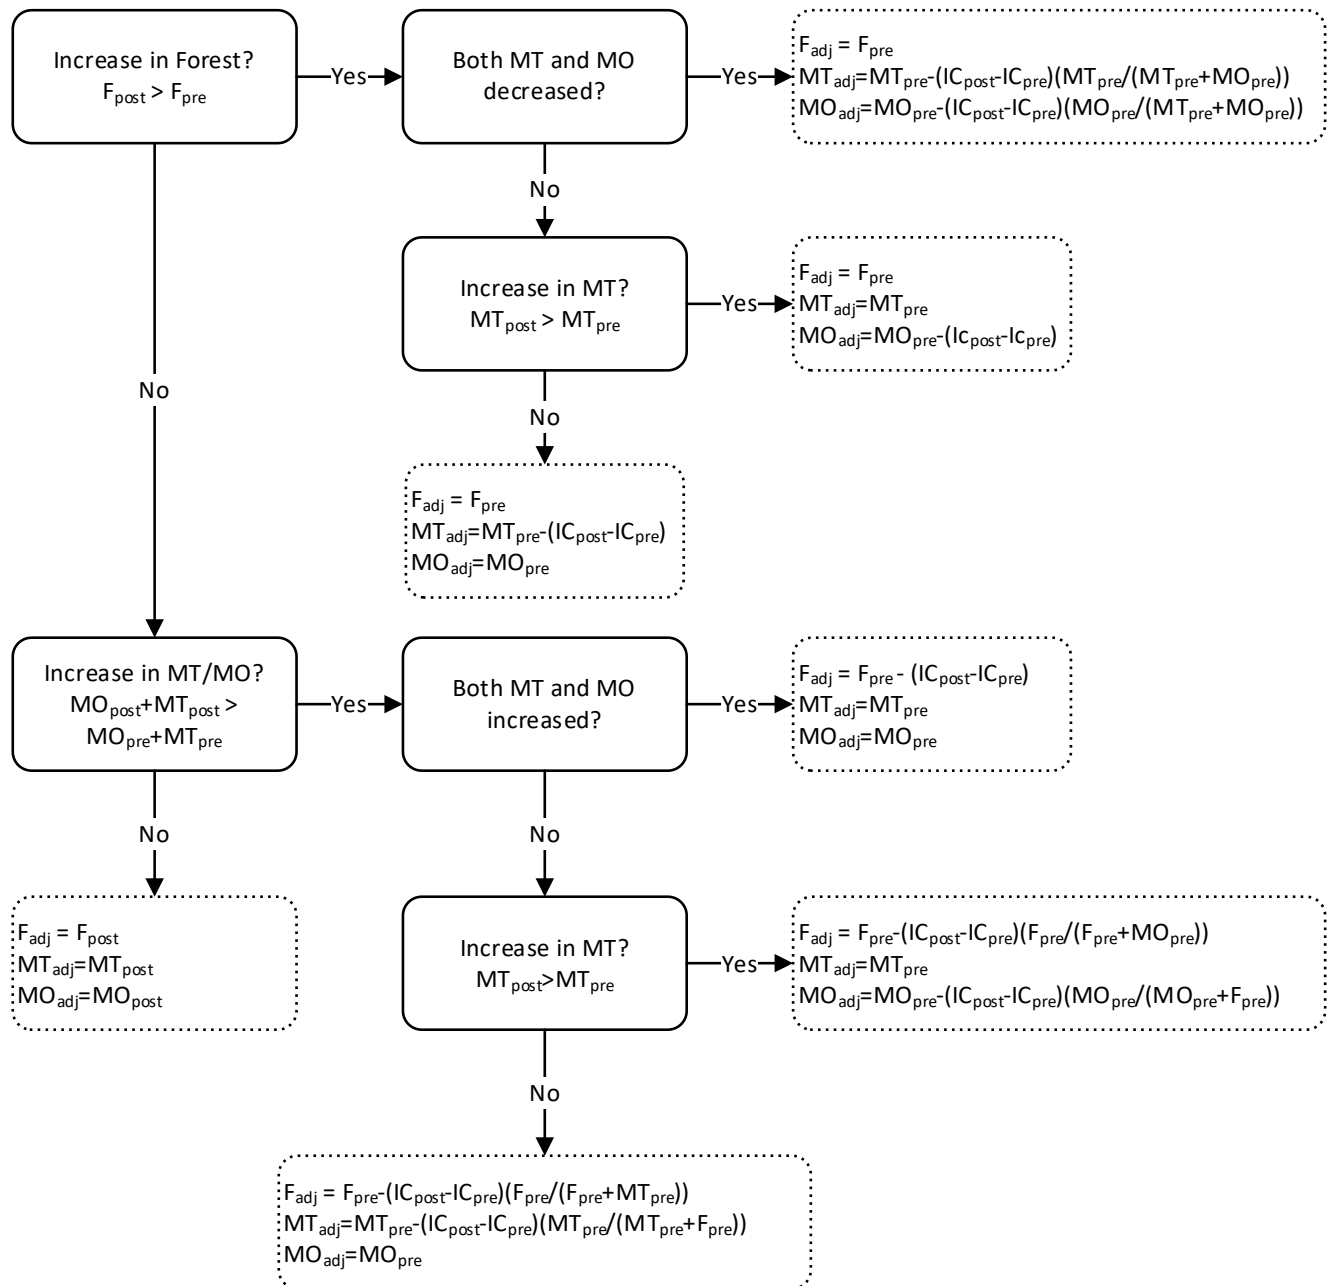 Increase in Forest?
F_post > F_pre
Yes
Both MT and MO
decreased?
Yes
F_adj = F_pre
MT_adj=MT_pre-(IC_post-IC_pre)(MT_pre/(MT_pre+MO_pre))
MO_adj=MO_pre-(IC_post-IC_pre)(MO_pre/(MT_pre+MO_pre))
No
Increase in MT?
MT_post > MT_pre
Yes
F_adj = F_pre
MT_adj=MT_pre
MO_adj=MO_pre-(Ic_post-Ic_pre)
No
No
F_adj = F_pre
MT_adj=MT_pre-(IC_post-IC_pre)
MO_adj=MO_pre
Increase in MT/MO?
MO_post+MT_post >
MO_pre+MT_pre
Yes
Both MT and MO
increased?
Yes
F_adj = F_pre - (IC_post-IC_pre)
MT_adj=MT_pre
MO_adj=MO_pre
No
No
F_adj = F_post
MT_adj=MT_post
MO_adj=MO_post
Increase in MT?
MT_post>MT_pre
Yes
F_adj = F_pre-(IC_post-IC_pre)(F_pre/(F_pre+MO_pre))
MT_adj=MT_pre
MO_adj=MO_pre-(IC_post-IC_pre)(MO_pre/(MO_pre+F_pre))
No
F_adj = F_pre-(IC_post-IC_pre)(F_pre/(F_pre+MT_pre))
MT_adj=MT_pre-(IC_post-IC_pre)(MT_pre/(MT_pre+F_pre))
MO_adj=MO_pre